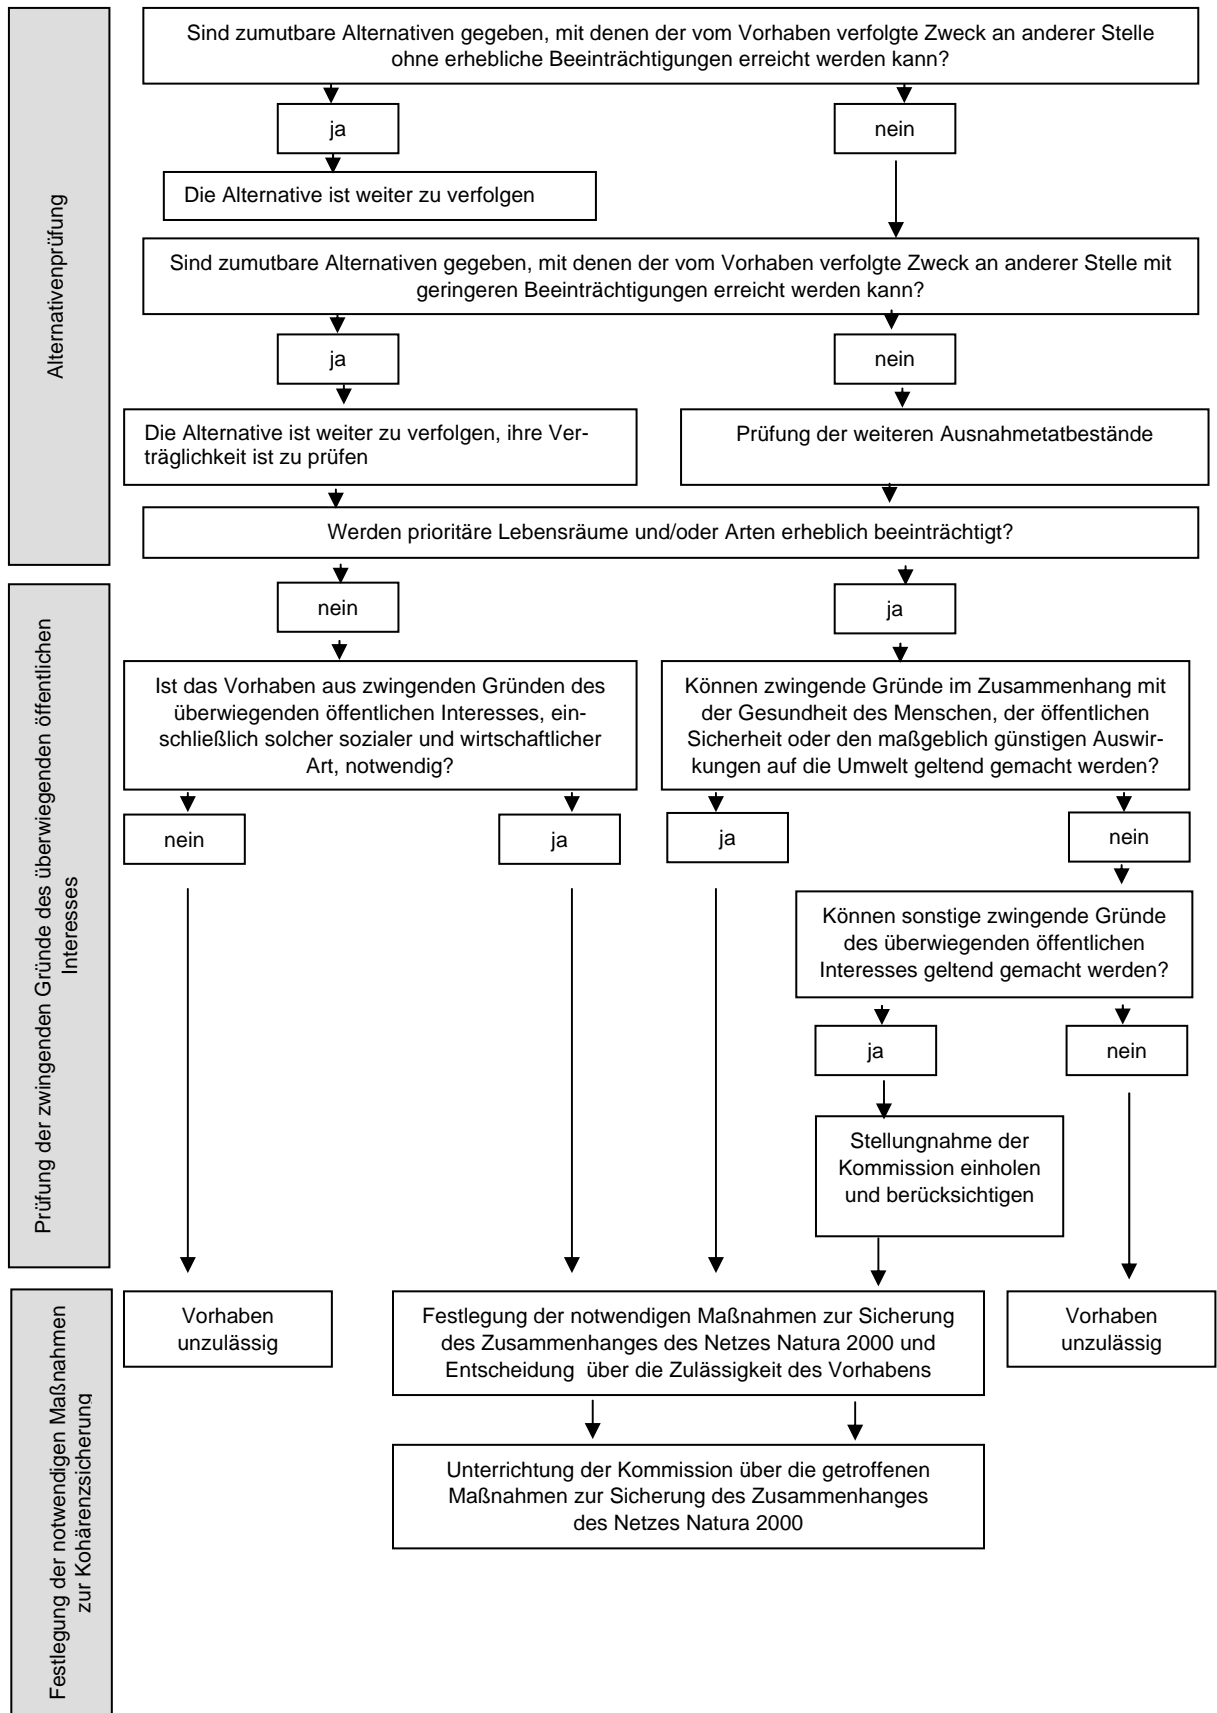 Alternativenprüfung
Sind zumutbare Alternativen gegeben, mit denen der vom Vorhaben verfolgte Zweck an anderer Stelle
ohne erhebliche Beeinträchtigungen erreicht werden kann?
ja
nein
Die Alternative ist weiter zu verfolgen
Sind zumutbare Alternativen gegeben, mit denen der vom Vorhaben verfolgte Zweck an anderer Stelle mit
geringeren Beeinträchtigungen erreicht werden kann?
ja
nein
Die Alternative ist weiter zu verfolgen, ihre Ver-
träglichkeit ist zu prüfen
Prüfung der weiteren Ausnahmetatbestände
Werden prioritäre Lebensräume und/oder Arten erheblich beeinträchtigt?
Prüfung der zwingenden Gründe des überwiegenden öffentlichen
Interesses
nein
ja
Ist das Vorhaben aus zwingenden Gründen des
überwiegenden öffentlichen Interesses, ein-
schließlich solcher sozialer und wirtschaftlicher
Art, notwendig?
Können zwingende Gründe im Zusammenhang mit
der Gesundheit des Menschen, der öffentlichen
Sicherheit oder den maßgeblich günstigen Auswir-
kungen auf die Umwelt geltend gemacht werden?
nein
ja
ja
nein
Können sonstige zwingende Gründe
des überwiegenden öffentlichen
Interesses geltend gemacht werden?
ja
nein
Stellungnahme der
Kommission einholen
und berücksichtigen
Festlegung der notwendigen Maßnahmen
zur Kohärenzsicherung
Vorhaben
unzulässig
Festlegung der notwendigen Maßnahmen zur Sicherung
des Zusammenhanges des Netzes Natura 2000 und
Entscheidung über die Zulässigkeit des Vorhabens
Vorhaben
unzulässig
Unterrichtung der Kommission über die getroffenen
Maßnahmen zur Sicherung des Zusammenhanges
des Netzes Natura 2000